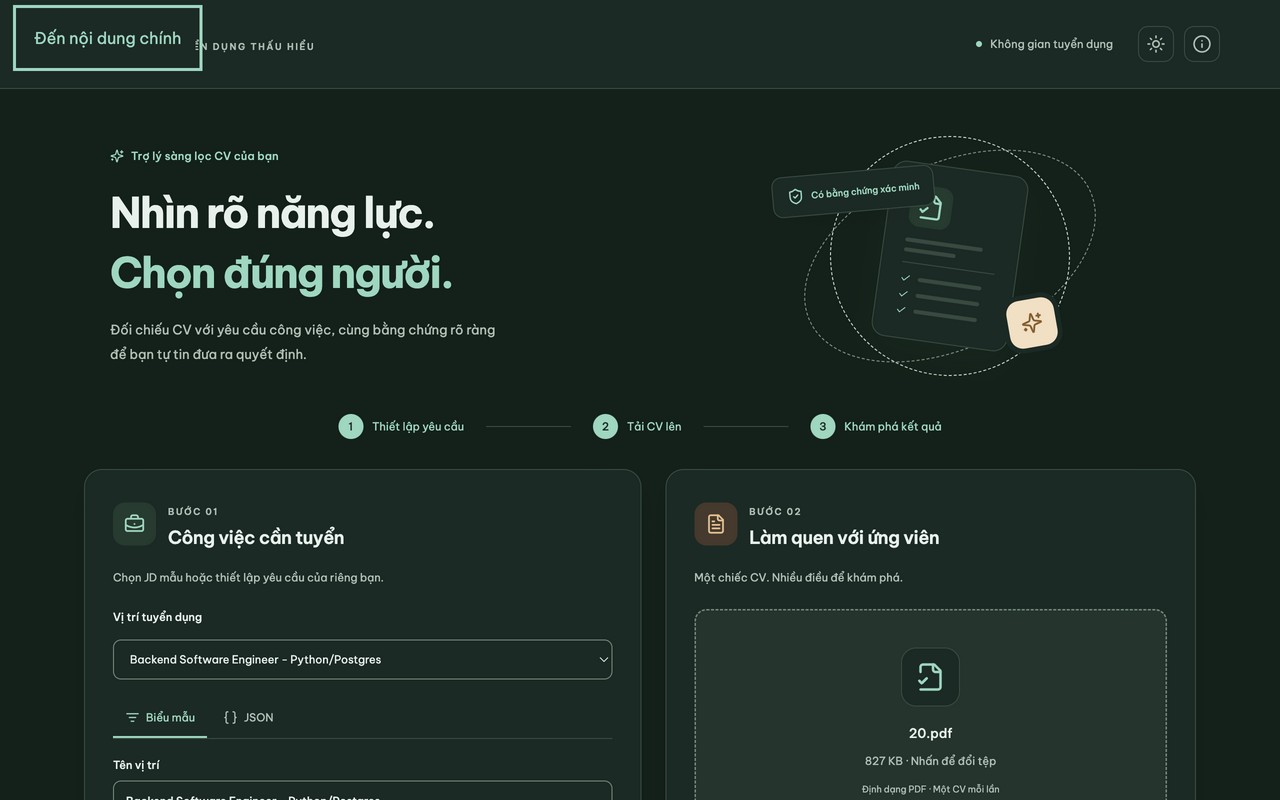 Đến nội dung chính
N DỤNG THẤU HIỂU
Không gian tuyển dụng
Trợ lý sàng lọc CV của bạn
Nhìn rõ năng lực.
Chọn đúng người.
Đối chiếu CV với yêu cầu công việc, cùng bằng chứng rõ ràng
để bạn tự tin đưa ra quyết định.
Có bằng chứng xác minh
1 Thiết lập yêu cầu
2 Tải CV lên
3 Khám phá kết quả
BƯỚC 01
Công việc cần tuyển
Chọn JD mẫu hoặc thiết lập yêu cầu của riêng bạn.
Vị trí tuyển dụng
Backend Software Engineer - Python/Postgres
Biểu mẫu
{ } JSON
Tên vị trí
Backend Software Engineer - Python/Postgres
BƯỚC 02
Làm quen với ứng viên
Một chiếc CV. Nhiều điều để khám phá.
20.pdf
827 KB · Nhấn để đổi tệp
Định dạng PDF · Một CV mỗi lần